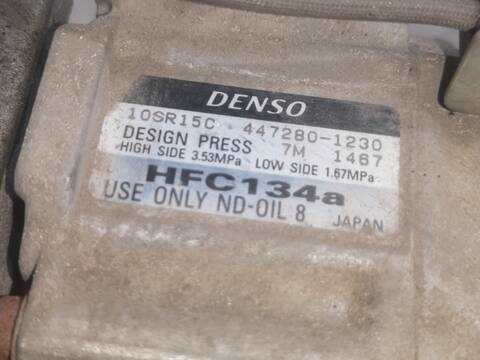 DENSO
10SR15C 447280-1230
DESIGN PRESS 7M 1467
HIGH SIDE 3.53MPa LOW SIDE 1.67MPa
HFC134a
USE ONLY ND-OIL 8 JAPAN